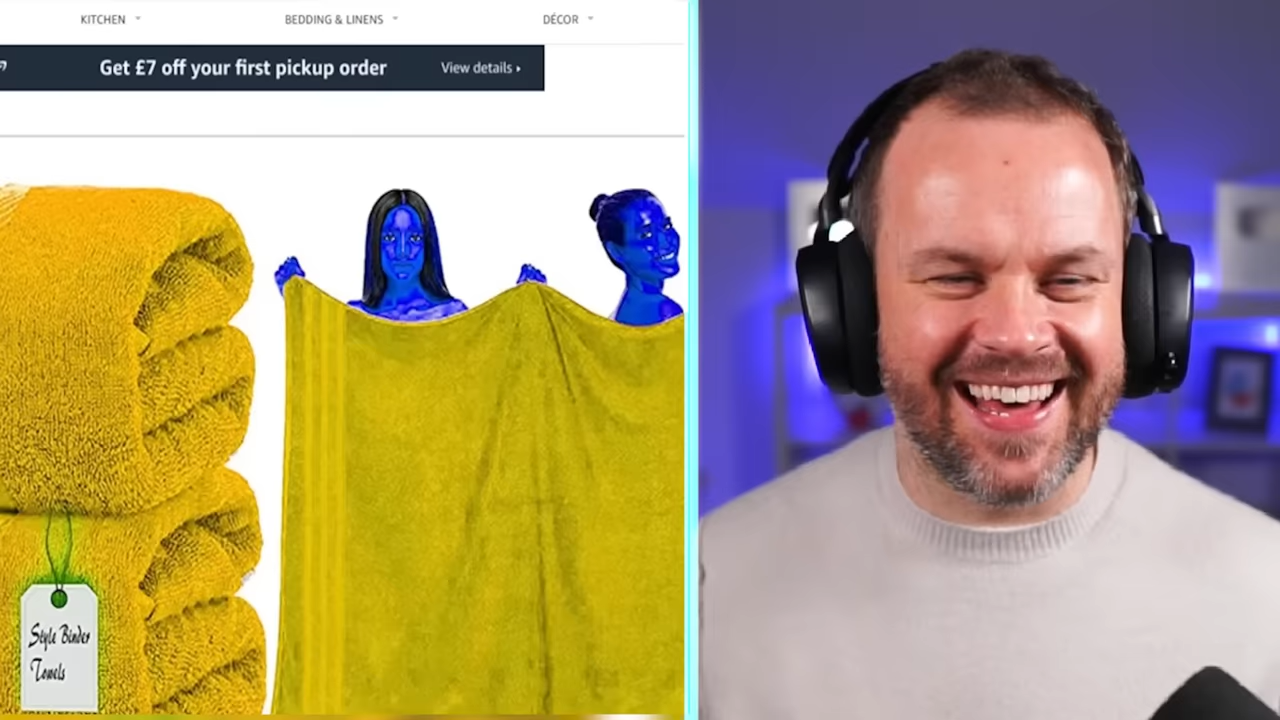 KITCHEN
BEDDING & LINENS
DÉCOR
Get £7 off your first pickup order
View details
Style Binder
Towels